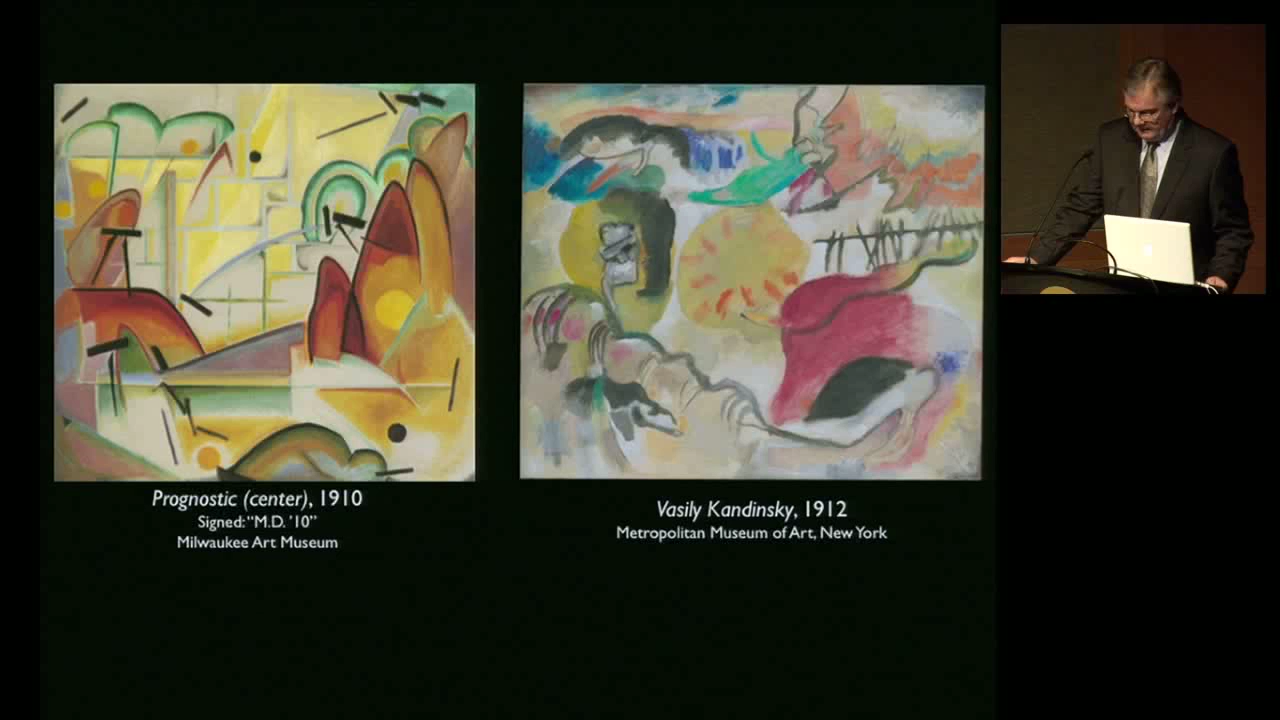 Prognostic (center), 1910
Signed: "M.D. '10"
Milwaukee Art Museum
Vasily Kandinsky, 1912
Metropolitan Museum of Art, New York